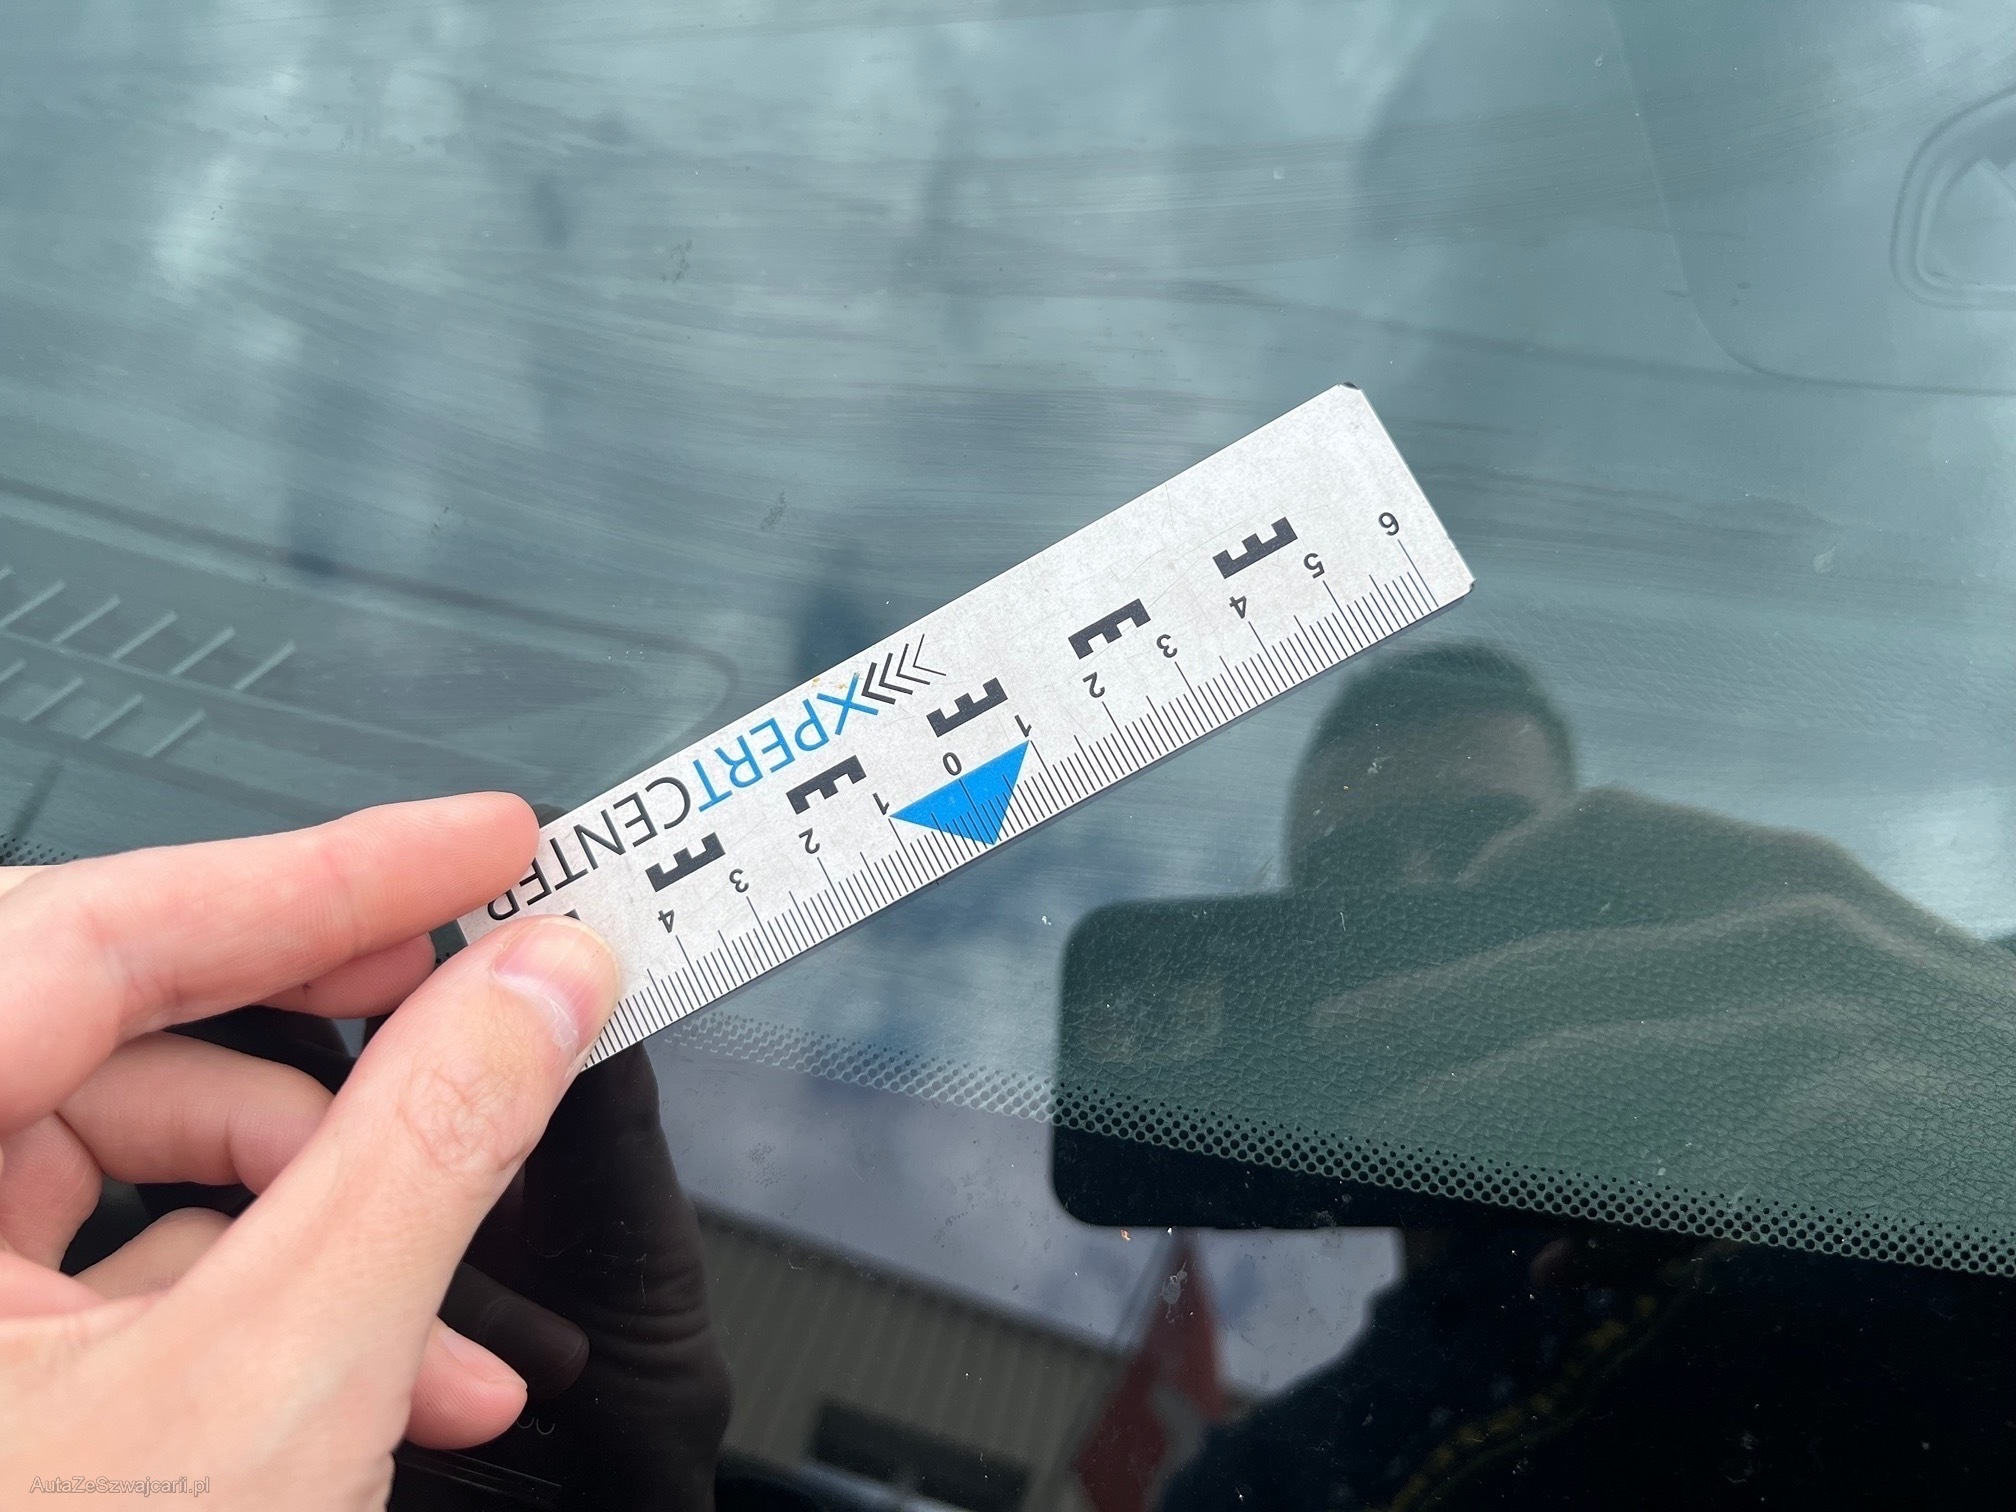 XPERTCENTER
4 3 2 1 0 1 2 3 4 5 6
AutaZeSzwajcarii.pl